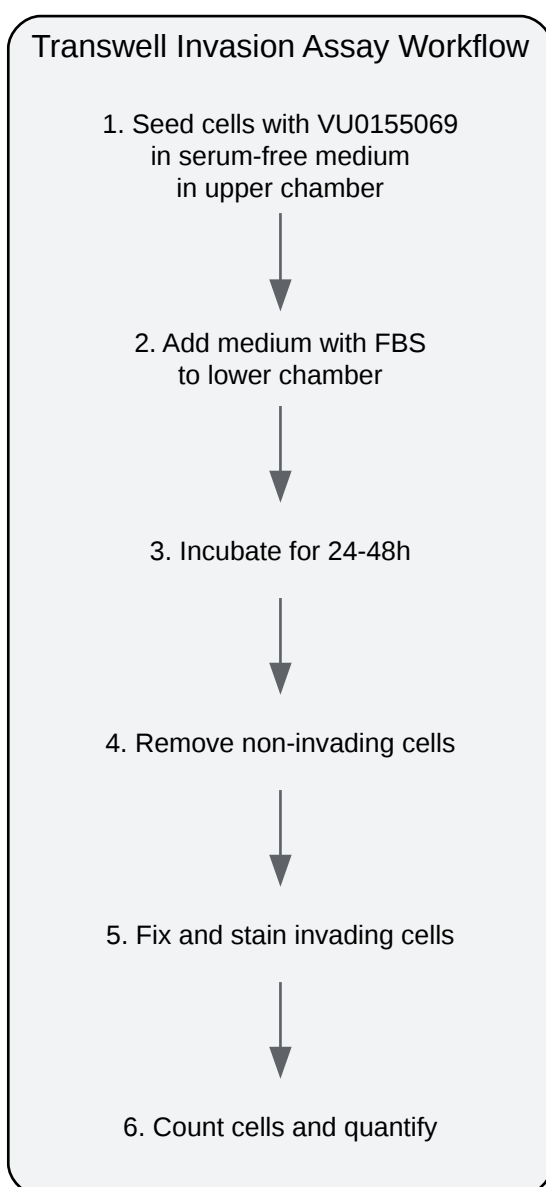 Transwell Invasion Assay Workflow
1. Seed cells with VU0155069
in serum-free medium
in upper chamber
2. Add medium with FBS
to lower chamber
3. Incubate for 24-48h
4. Remove non-invading cells
5. Fix and stain invading cells
6. Count cells and quantify